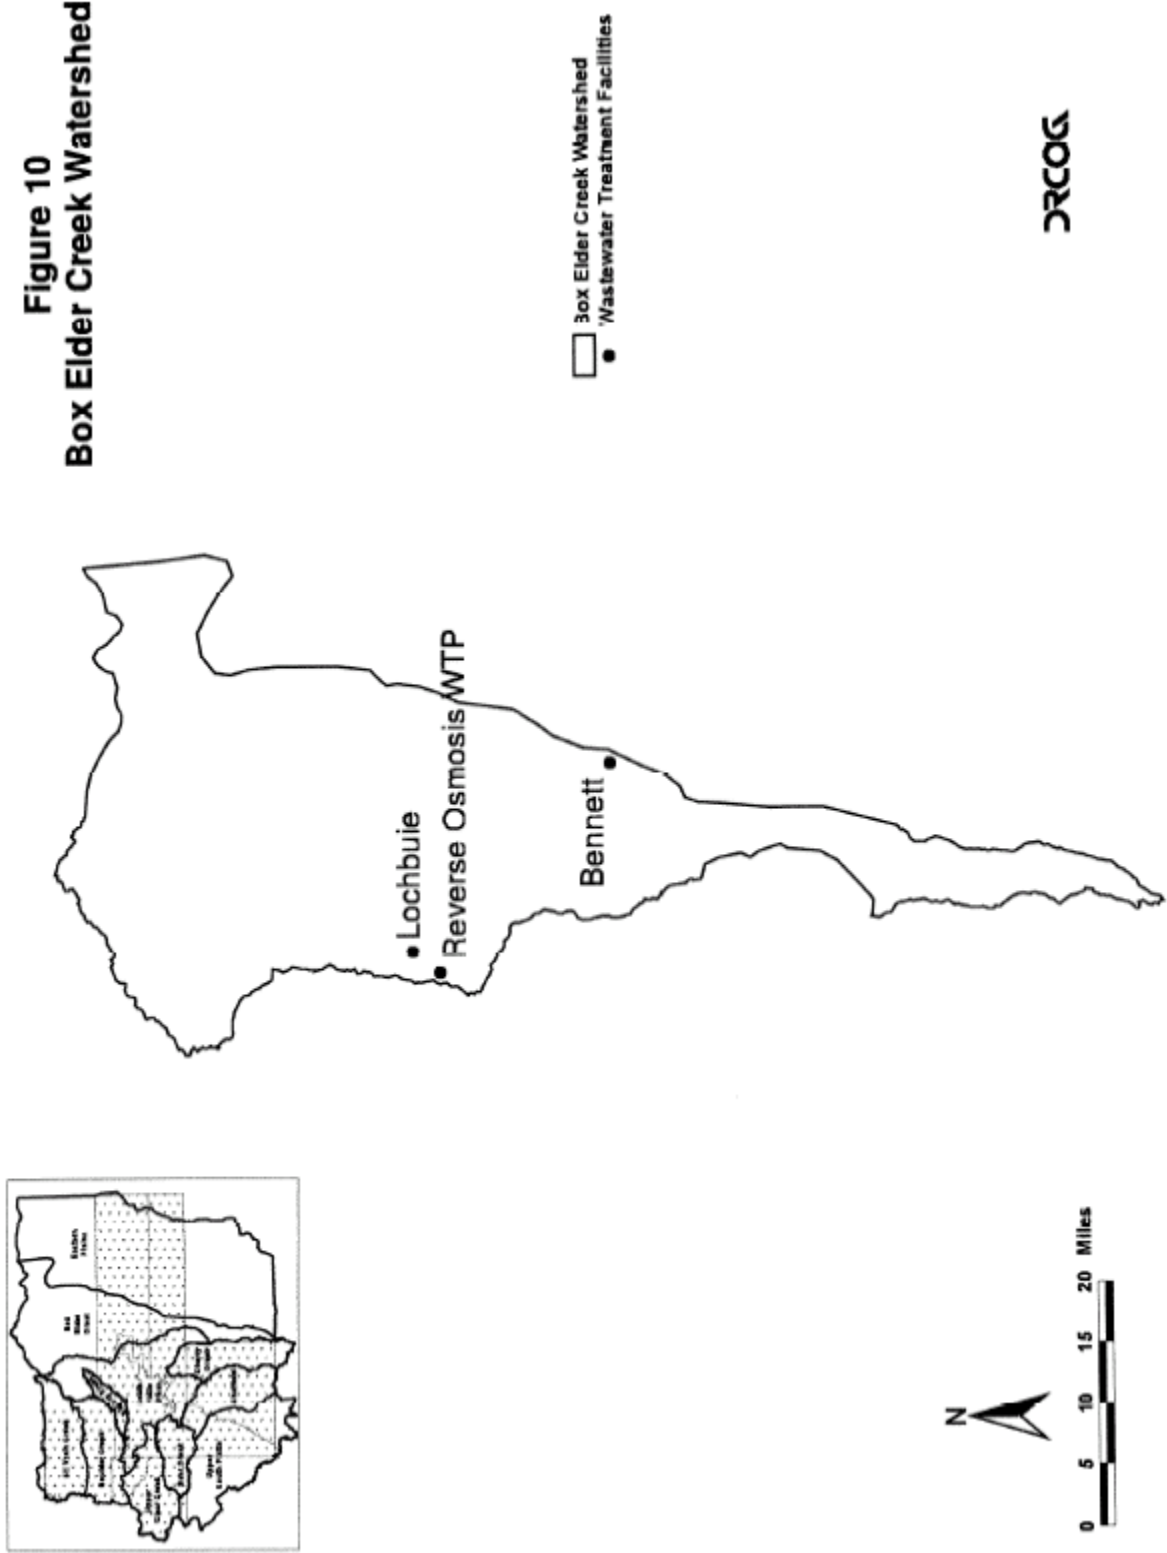 Figure 10
Box Elder Creek Watershed
Lochbuie
Reverse Osmosis WTP
Bennett
Box Elder Creek Watershed
Wastewater Treatment Facilities
Upper
N
0 5 10 15 20 Miles
DRCOG